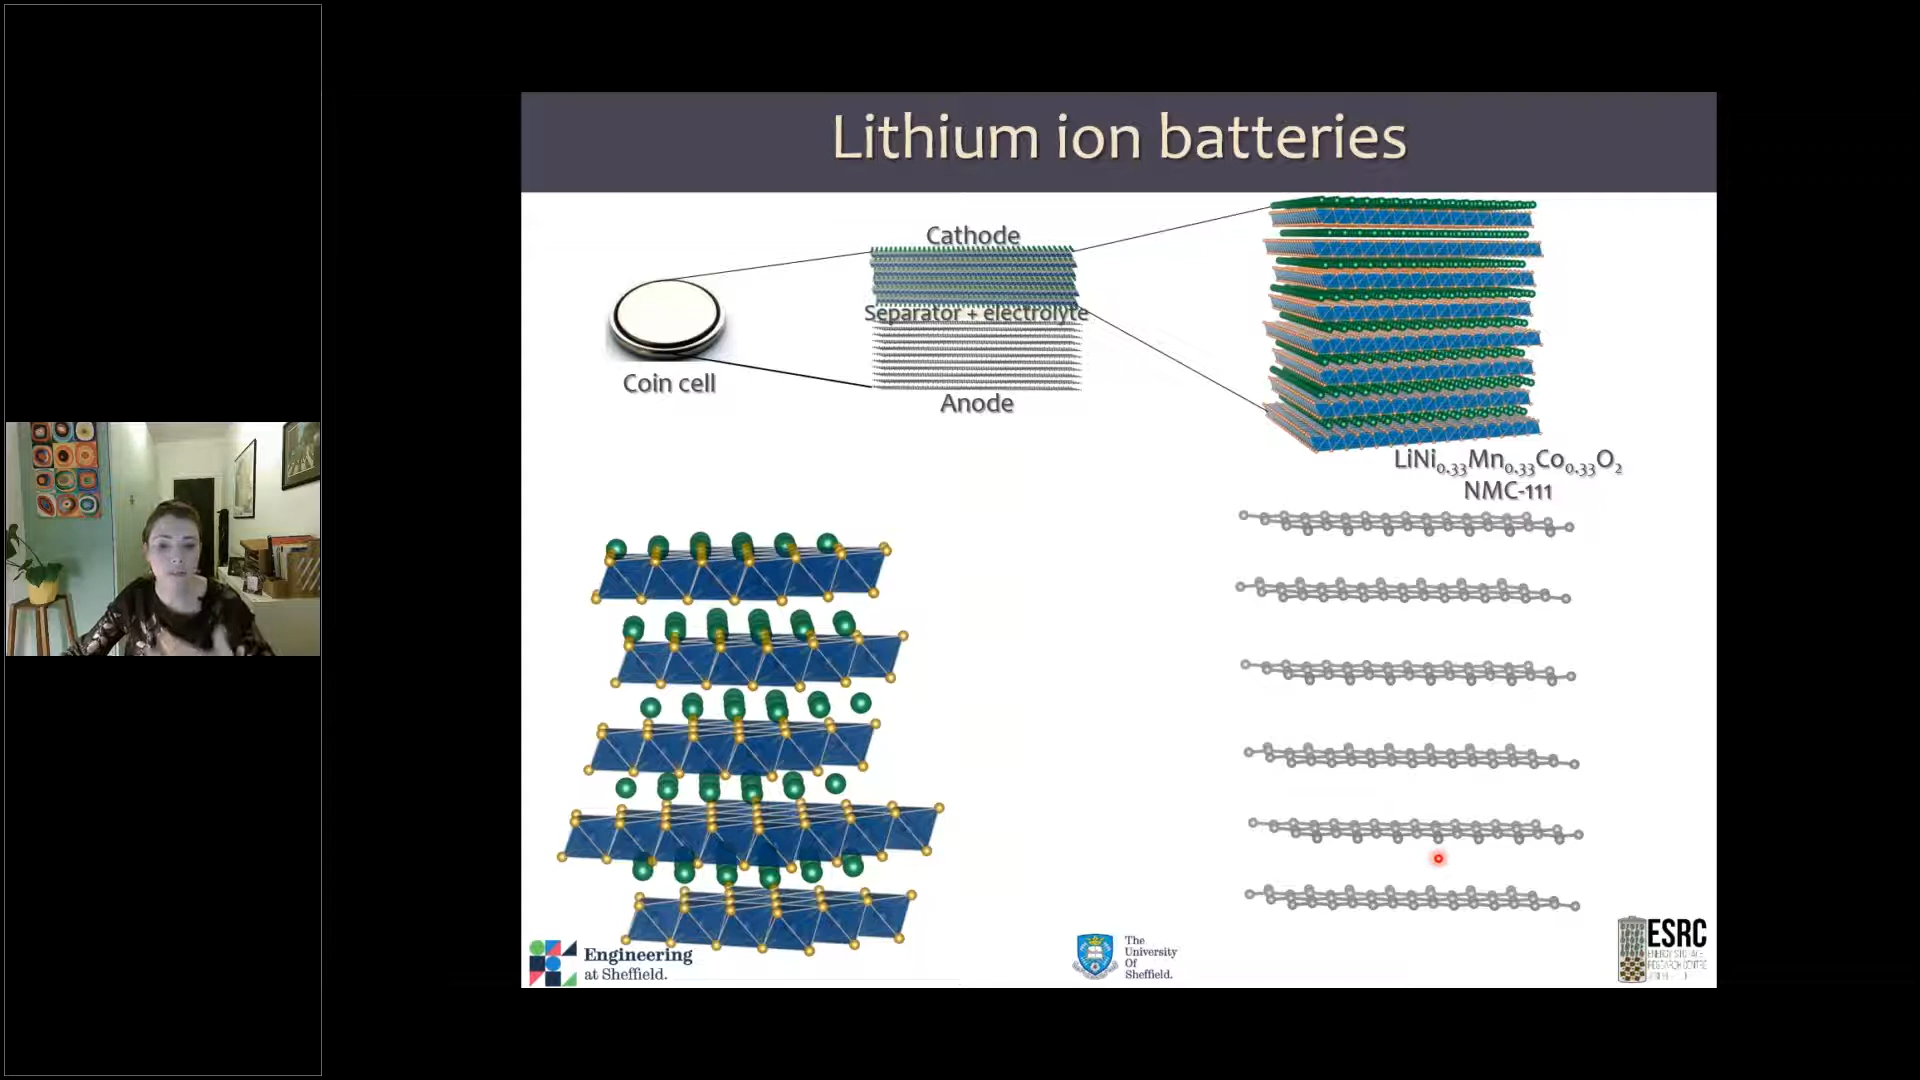 Lithium ion batteries
Cathode
Separator + electrolyte
Coin cell
Anode
LiNi₀.₃₃Mn₀.₃₃Co₀.₃₃O₂
NMC-111
Engineering
at Sheffield.
The
University
Of
Sheffield.
ESRC